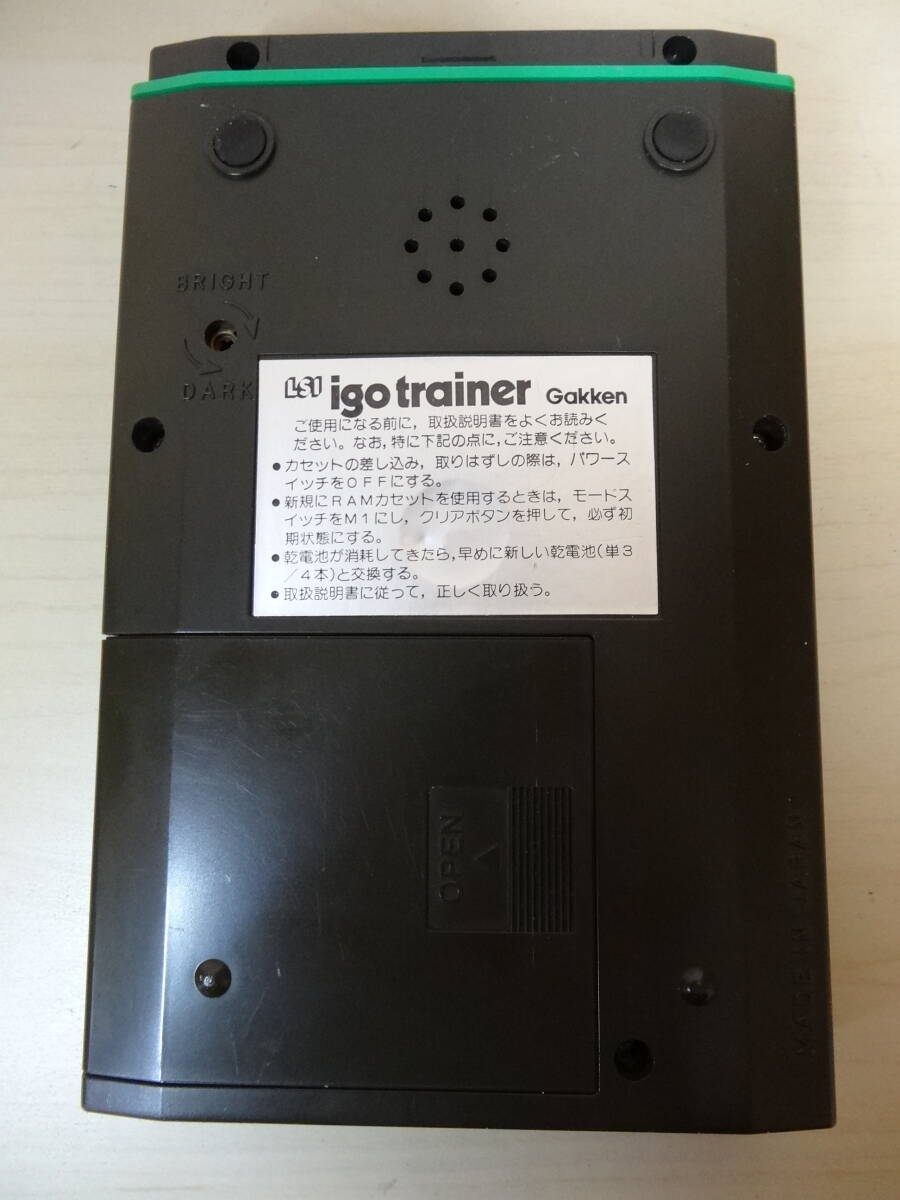 BRIGHT
DARK
LSI igo trainer Gakken
ご使用になる前に，取扱説明書をよくお読みく
ださい。なお，特に下記の点に，ご注意ください。
●カセットの差し込み，取りはずしの際は，パワース
イッチをOFFにする。
●新規にRAMカセットを使用するときは，モードス
イッチをM1にし，クリアボタンを押して，必ず初
期状態にする。
●乾電池が消耗してきたら，早めに新しい乾電池（単3
／4本）と交換する。
●取扱説明書に従って，正しく取り扱う。
OPEN
MADE IN JAPAN